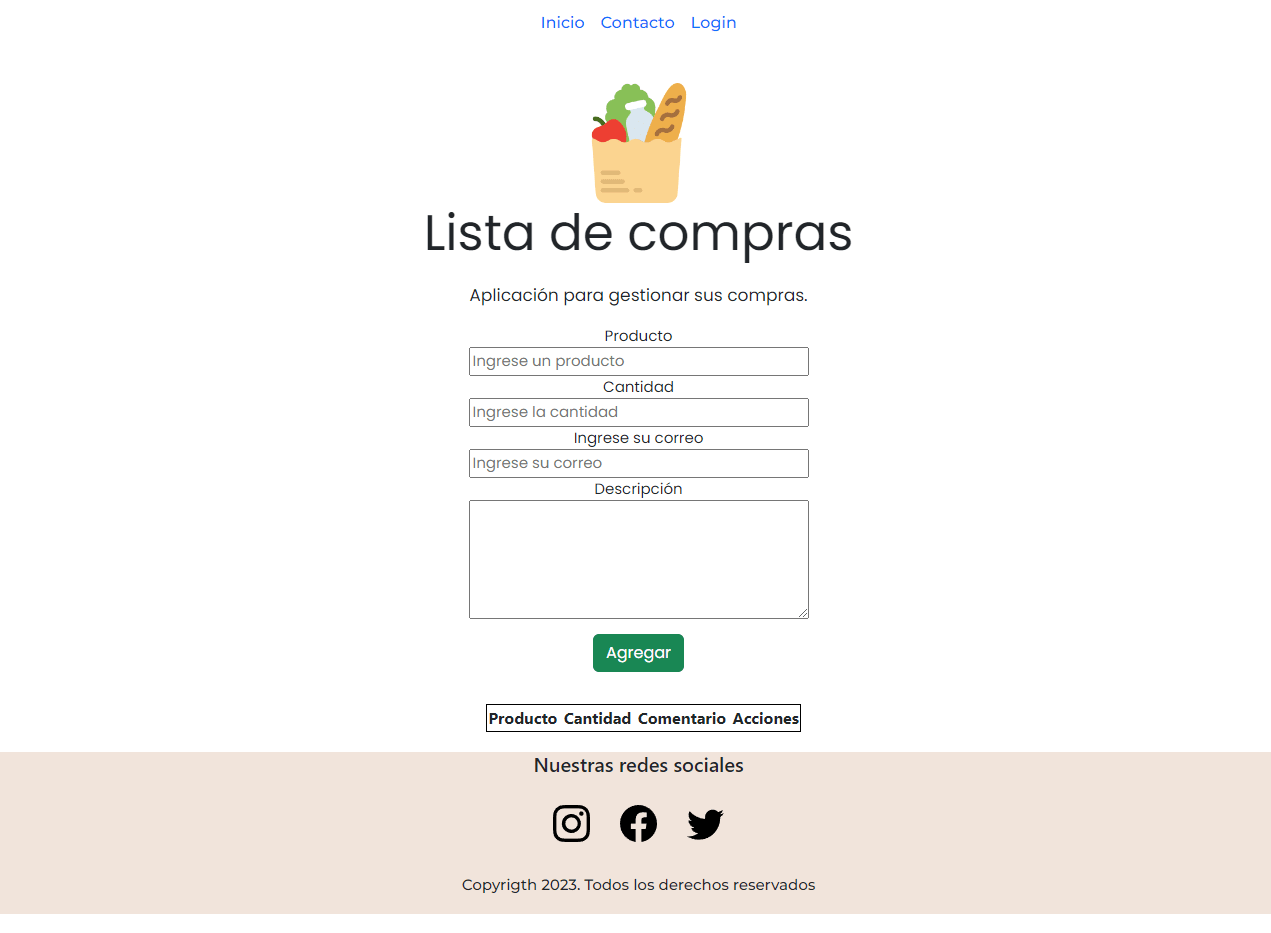 Inicio Contacto Login
Lista de compras
Aplicación para gestionar sus compras.
Producto
Ingrese un producto
Cantidad
Ingrese la cantidad
Ingrese su correo
Ingrese su correo
Descripción
Agregar
Producto Cantidad Comentario Acciones
Nuestras redes sociales
Copyrigth 2023. Todos los derechos reservados